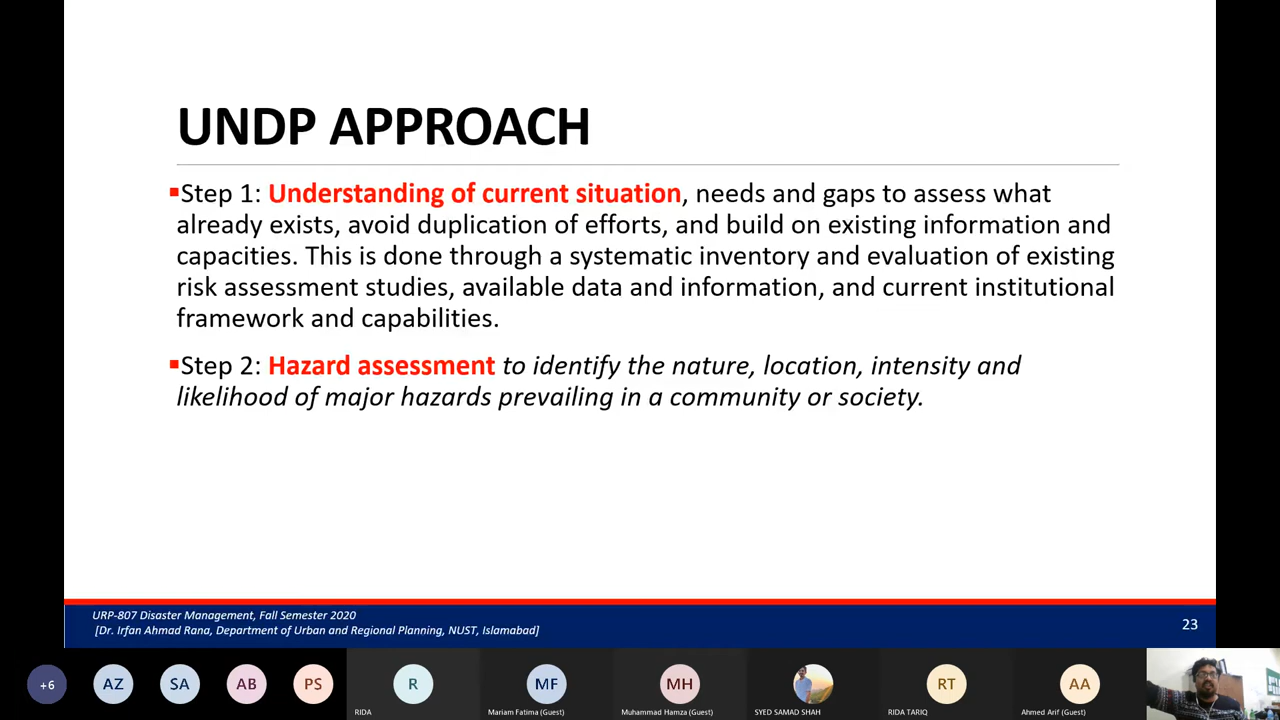 UNDP APPROACH
▪Step 1: Understanding of current situation, needs and gaps to assess what
already exists, avoid duplication of efforts, and build on existing information and
capacities. This is done through a systematic inventory and evaluation of existing
risk assessment studies, available data and information, and current institutional
framework and capabilities.
▪Step 2: Hazard assessment to identify the nature, location, intensity and
likelihood of major hazards prevailing in a community or society.
URP-807 Disaster Management, Fall Semester 2020
[Dr. Irfan Ahmad Rana, Department of Urban and Regional Planning, NUST, Islamabad]
23
+6
AZ
SA
AB
PS
R
RIDA
MF
Mariam Fatima (Guest)
MH
Muhammad Hamza (Guest)
SYED SAMAD SHAH
RT
RIDA TARIQ
AA
Ahmed Arif (Guest)